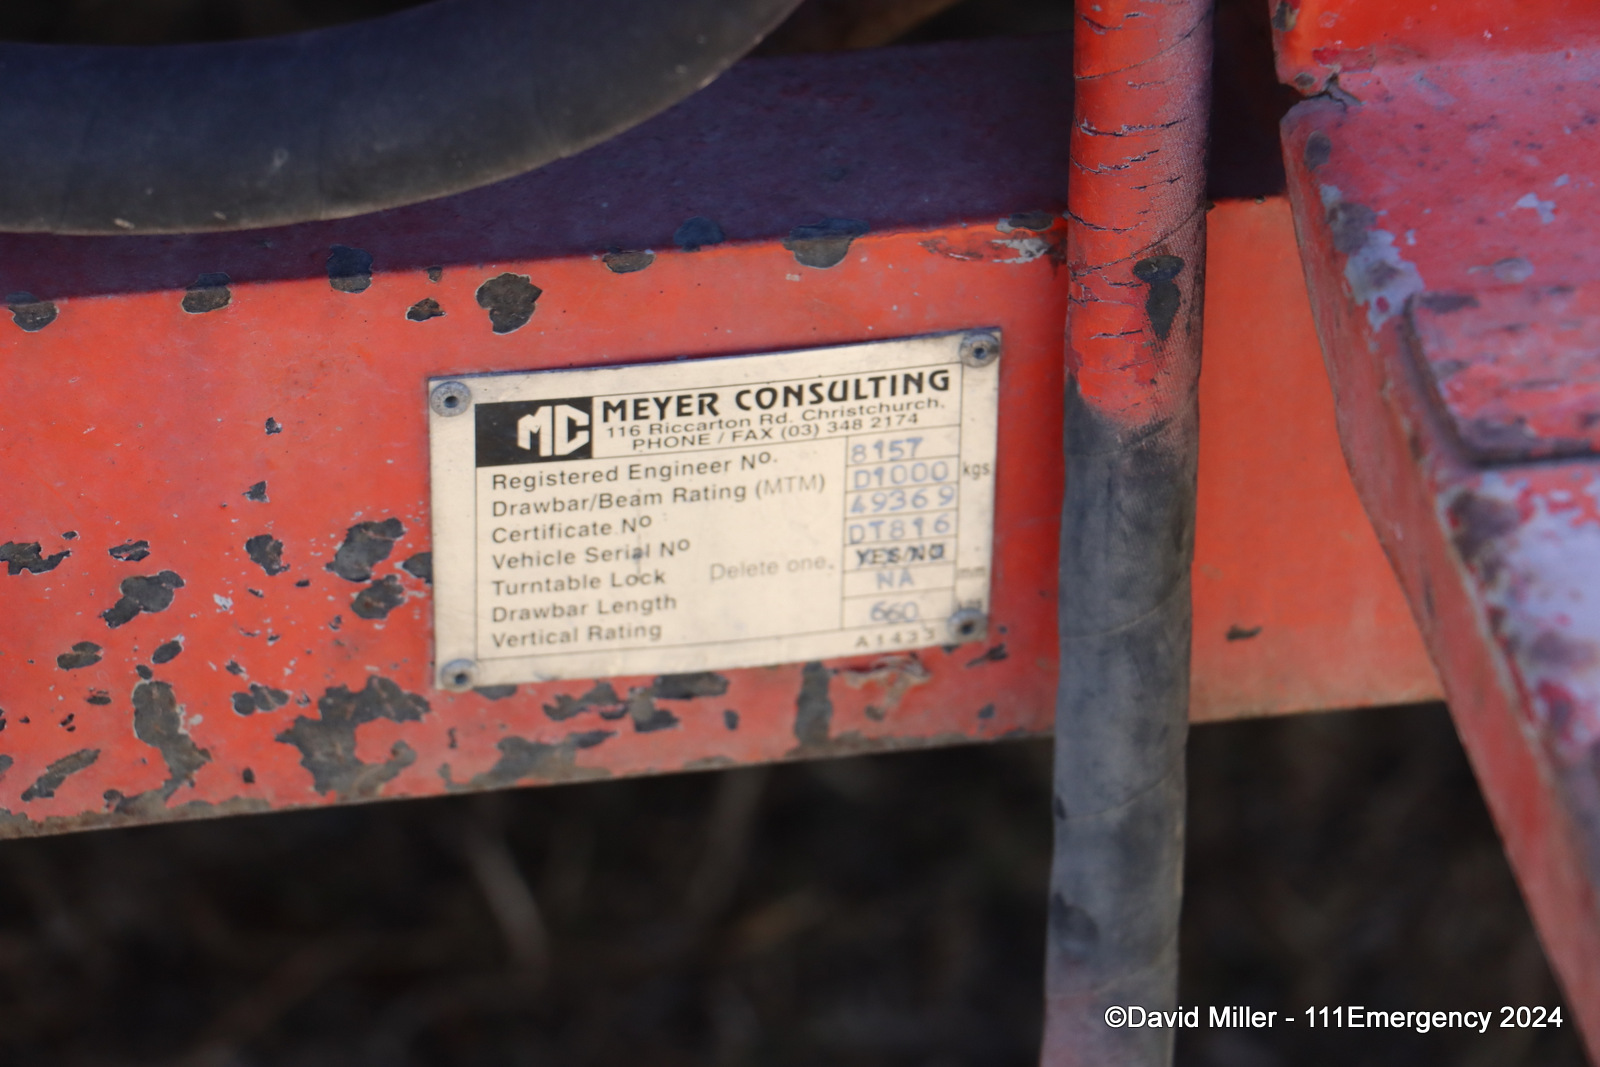 MC MEYER CONSULTING
116 Riccarton Rd. Christchurch.
PHONE / FAX (03) 348 2174
Registered Engineer No. 8157
Drawbar/Beam Rating (MTM) D1000 kgs
Certificate No 49369
Vehicle Serial No DT816
Turntable Lock Delete one. YES/NO
Drawbar Length NA mm
Vertical Rating 660
A1433
©David Miller - 111Emergency 2024